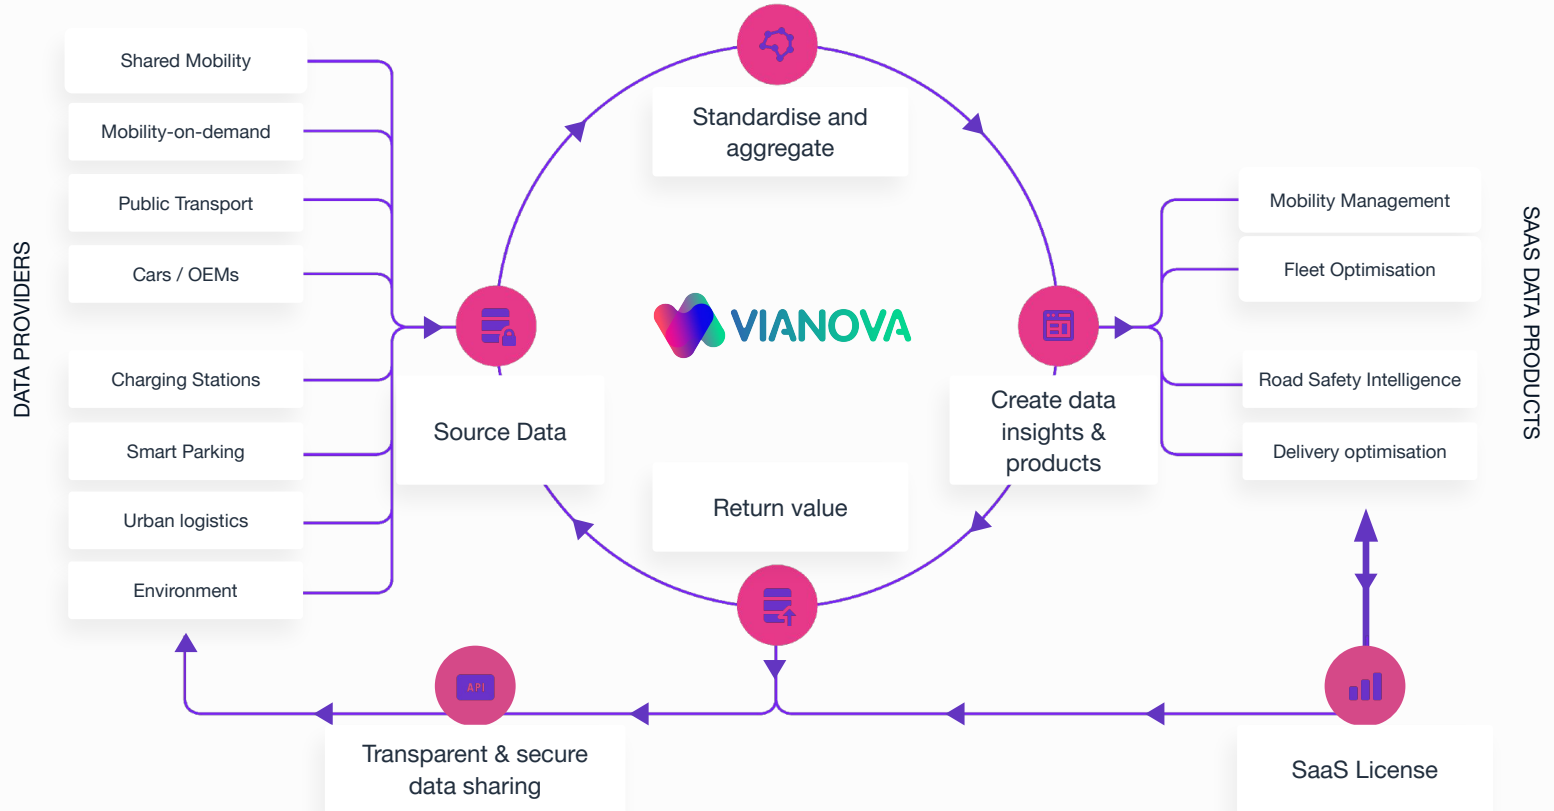 DATA PROVIDERS
Shared Mobility
Mobility-on-demand
Public Transport
Cars / OEMs
Charging Stations
Smart Parking
Urban logistics
Environment
Source Data
Standardise and
aggregate
VIANOVA
Return value
Create data
insights &
products
Mobility Management
Fleet Optimisation
Road Safety Intelligence
Delivery optimisation
SAAS DATA PRODUCTS
API
Transparent & secure
data sharing
SaaS License